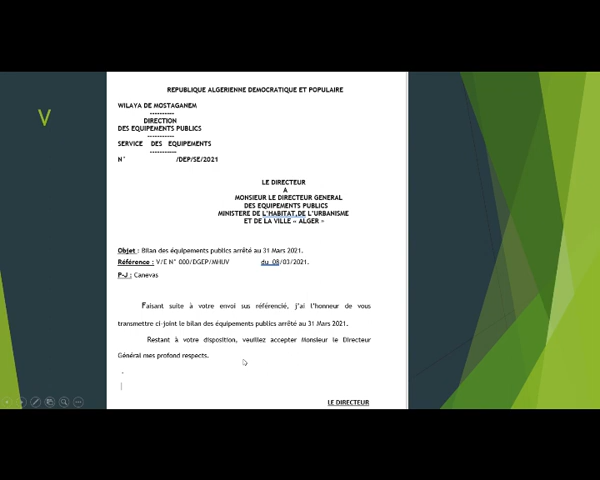 V
REPUBLIQUE ALGERIENNE DEMOCRATIQUE ET POPULAIRE
WILAYA DE MOSTAGANEM
----------
DIRECTION
DES EQUIPEMENTS PUBLICS
-----------
SERVICE DES EQUIPEMENTS
-----------
N° /DEP/SE/2021
LE DIRECTEUR
A
MONSIEUR LE DIRECTEUR GENERAL
DES EQUIPEMENTS PUBLICS
MINISTERE DE L'HABITAT,DE L'URBANISME
ET DE LA VILLE « ALGER »
Objet : Bilan des équipements publics arrêté au 31 Mars 2021.
Référence : V/E N° 000/DGEP/MHUV du 08/03/2021.
P-J : Canevas
Faisant suite à votre envoi sus référencié, j'ai l'honneur de vous
transmettre ci-joint le bilan des équipements publics arrêté au 31 Mars 2021.
Restant à votre disposition, veuillez accepter Monsieur le Directeur
Général mes profond respects.
.
LE DIRECTEUR